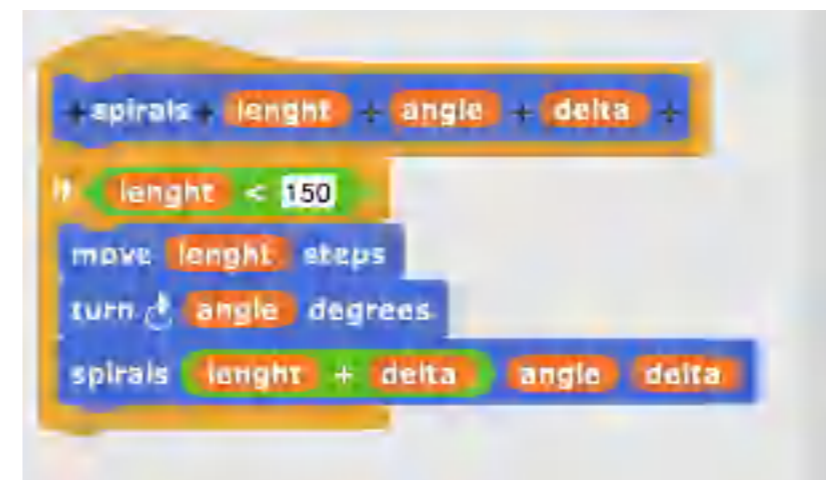 + spirals + lenght + angle + delta +
if lenght < 150
move lenght steps
turn angle degrees
spirals lenght + delta angle delta